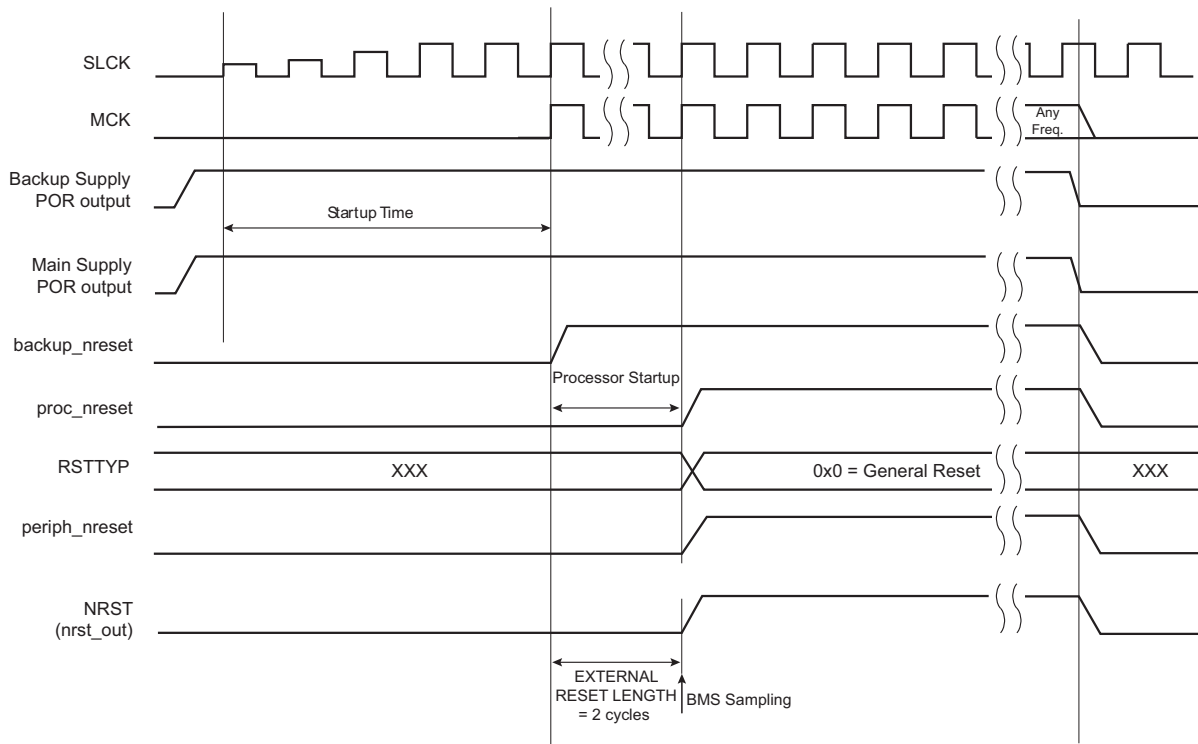 SLCK
MCK
Any
Freq.
Backup Supply
POR output
Startup Time
Main Supply
POR output
backup_nreset
Processor Startup
proc_nreset
RSTTYP
XXX
0x0 = General Reset
XXX
periph_nreset
NRST
(nrst_out)
EXTERNAL
RESET LENGTH
= 2 cycles
BMS Sampling